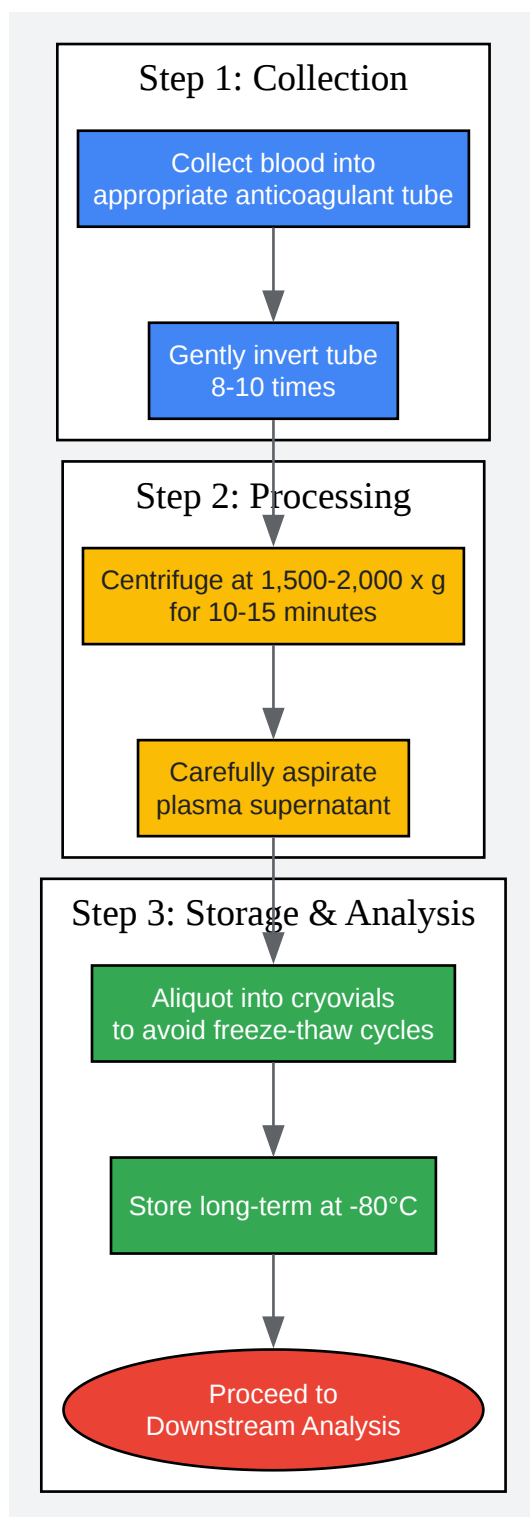 Step 1: Collection
Collect blood into
appropriate anticoagulant tube
Gently invert tube
8-10 times
Step 2: Processing
Centrifuge at 1,500-2,000 x g
for 10-15 minutes
Carefully aspirate
plasma supernatant
Step 3: Storage & Analysis
Aliquot into cryovials
to avoid freeze-thaw cycles
Store long-term at -80°C
Proceed to
Downstream Analysis